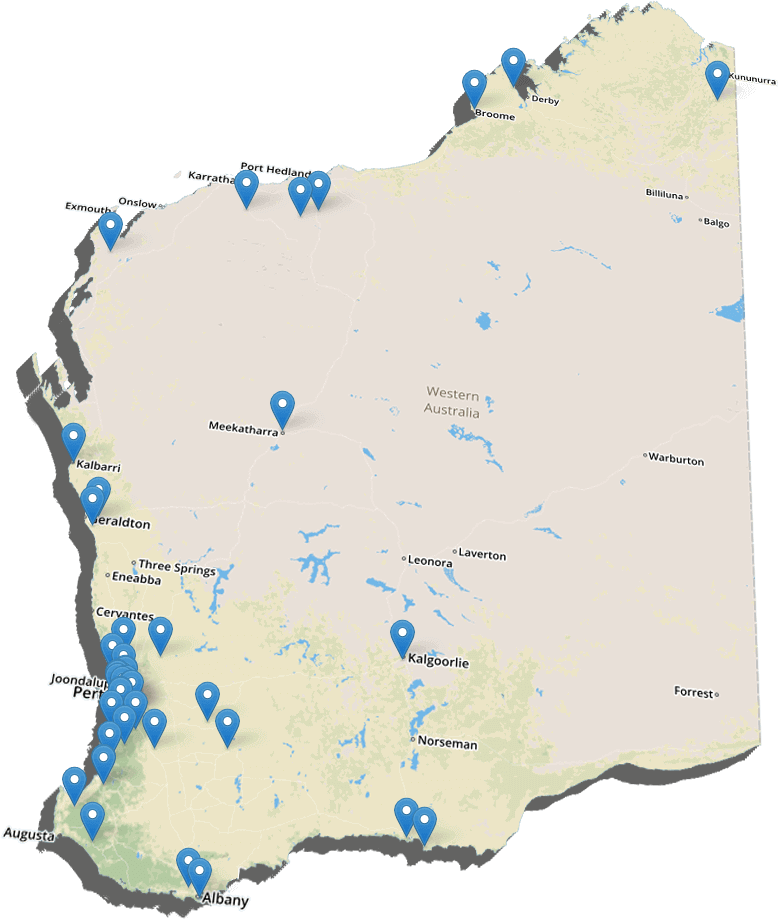 Kununurra
Derby
Broome
Port Hedland
Karratha
Billiluna
Onslow
Exmouth
Balgo
Western
Australia
Meekatharra
Warburton
Kalbarri
Geraldton
Laverton
Leonora
Three Springs
Eneabba
Cervantes
Kalgoorlie
Joondalup
Perth
Forrest
Norseman
Augusta
Albany